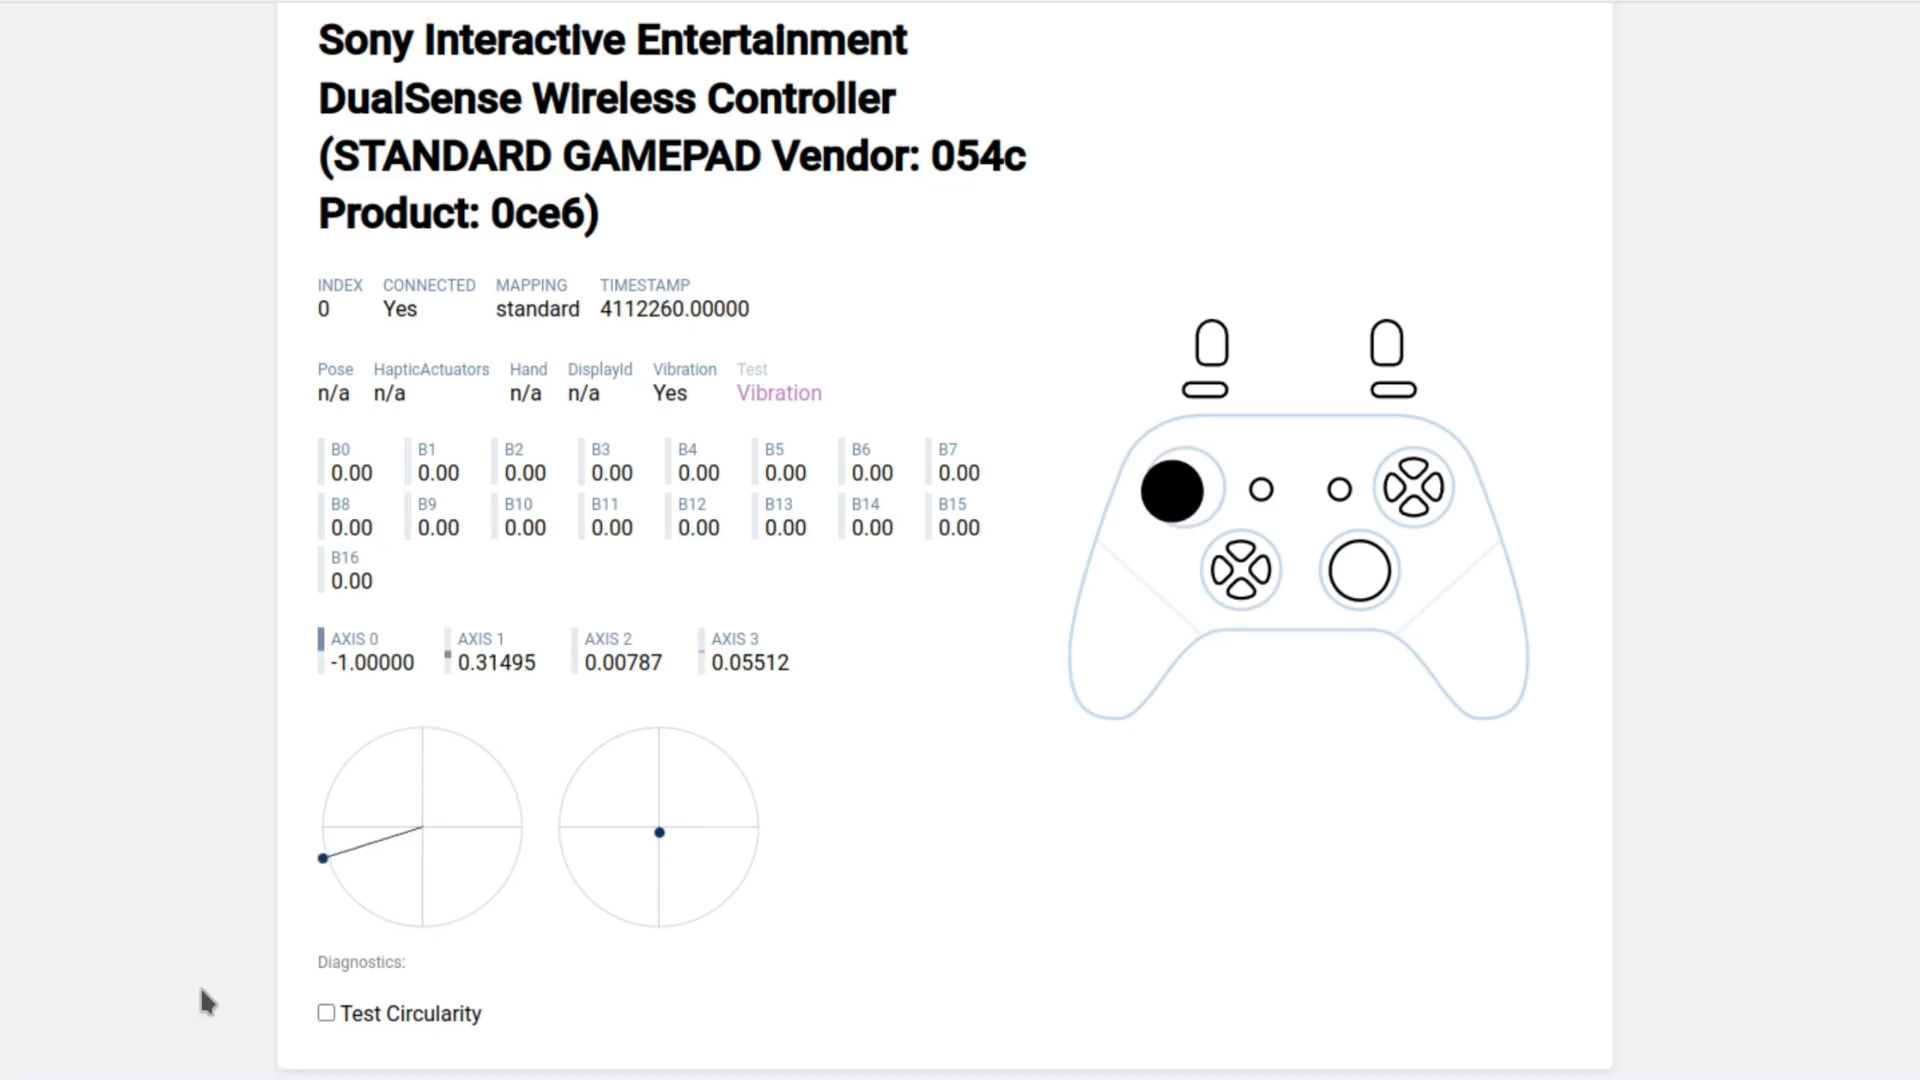 Sony Interactive Entertainment
DualSense Wireless Controller
(STANDARD GAMEPAD Vendor: 054c
Product: 0ce6)
INDEX CONNECTED MAPPING TIMESTAMP
0 Yes standard 4112260.00000
Pose HapticActuators Hand DisplayId Vibration Test
n/a n/a n/a n/a Yes Vibration
B0 B1 B2 B3 B4 B5 B6 B7
0.00 0.00 0.00 0.00 0.00 0.00 0.00 0.00
B8 B9 B10 B11 B12 B13 B14 B15
0.00 0.00 0.00 0.00 0.00 0.00 0.00 0.00
B16
0.00
AXIS 0 AXIS 1 AXIS 2 AXIS 3
-1.00000 0.31495 0.00787 0.05512
Diagnostics:
Test Circularity